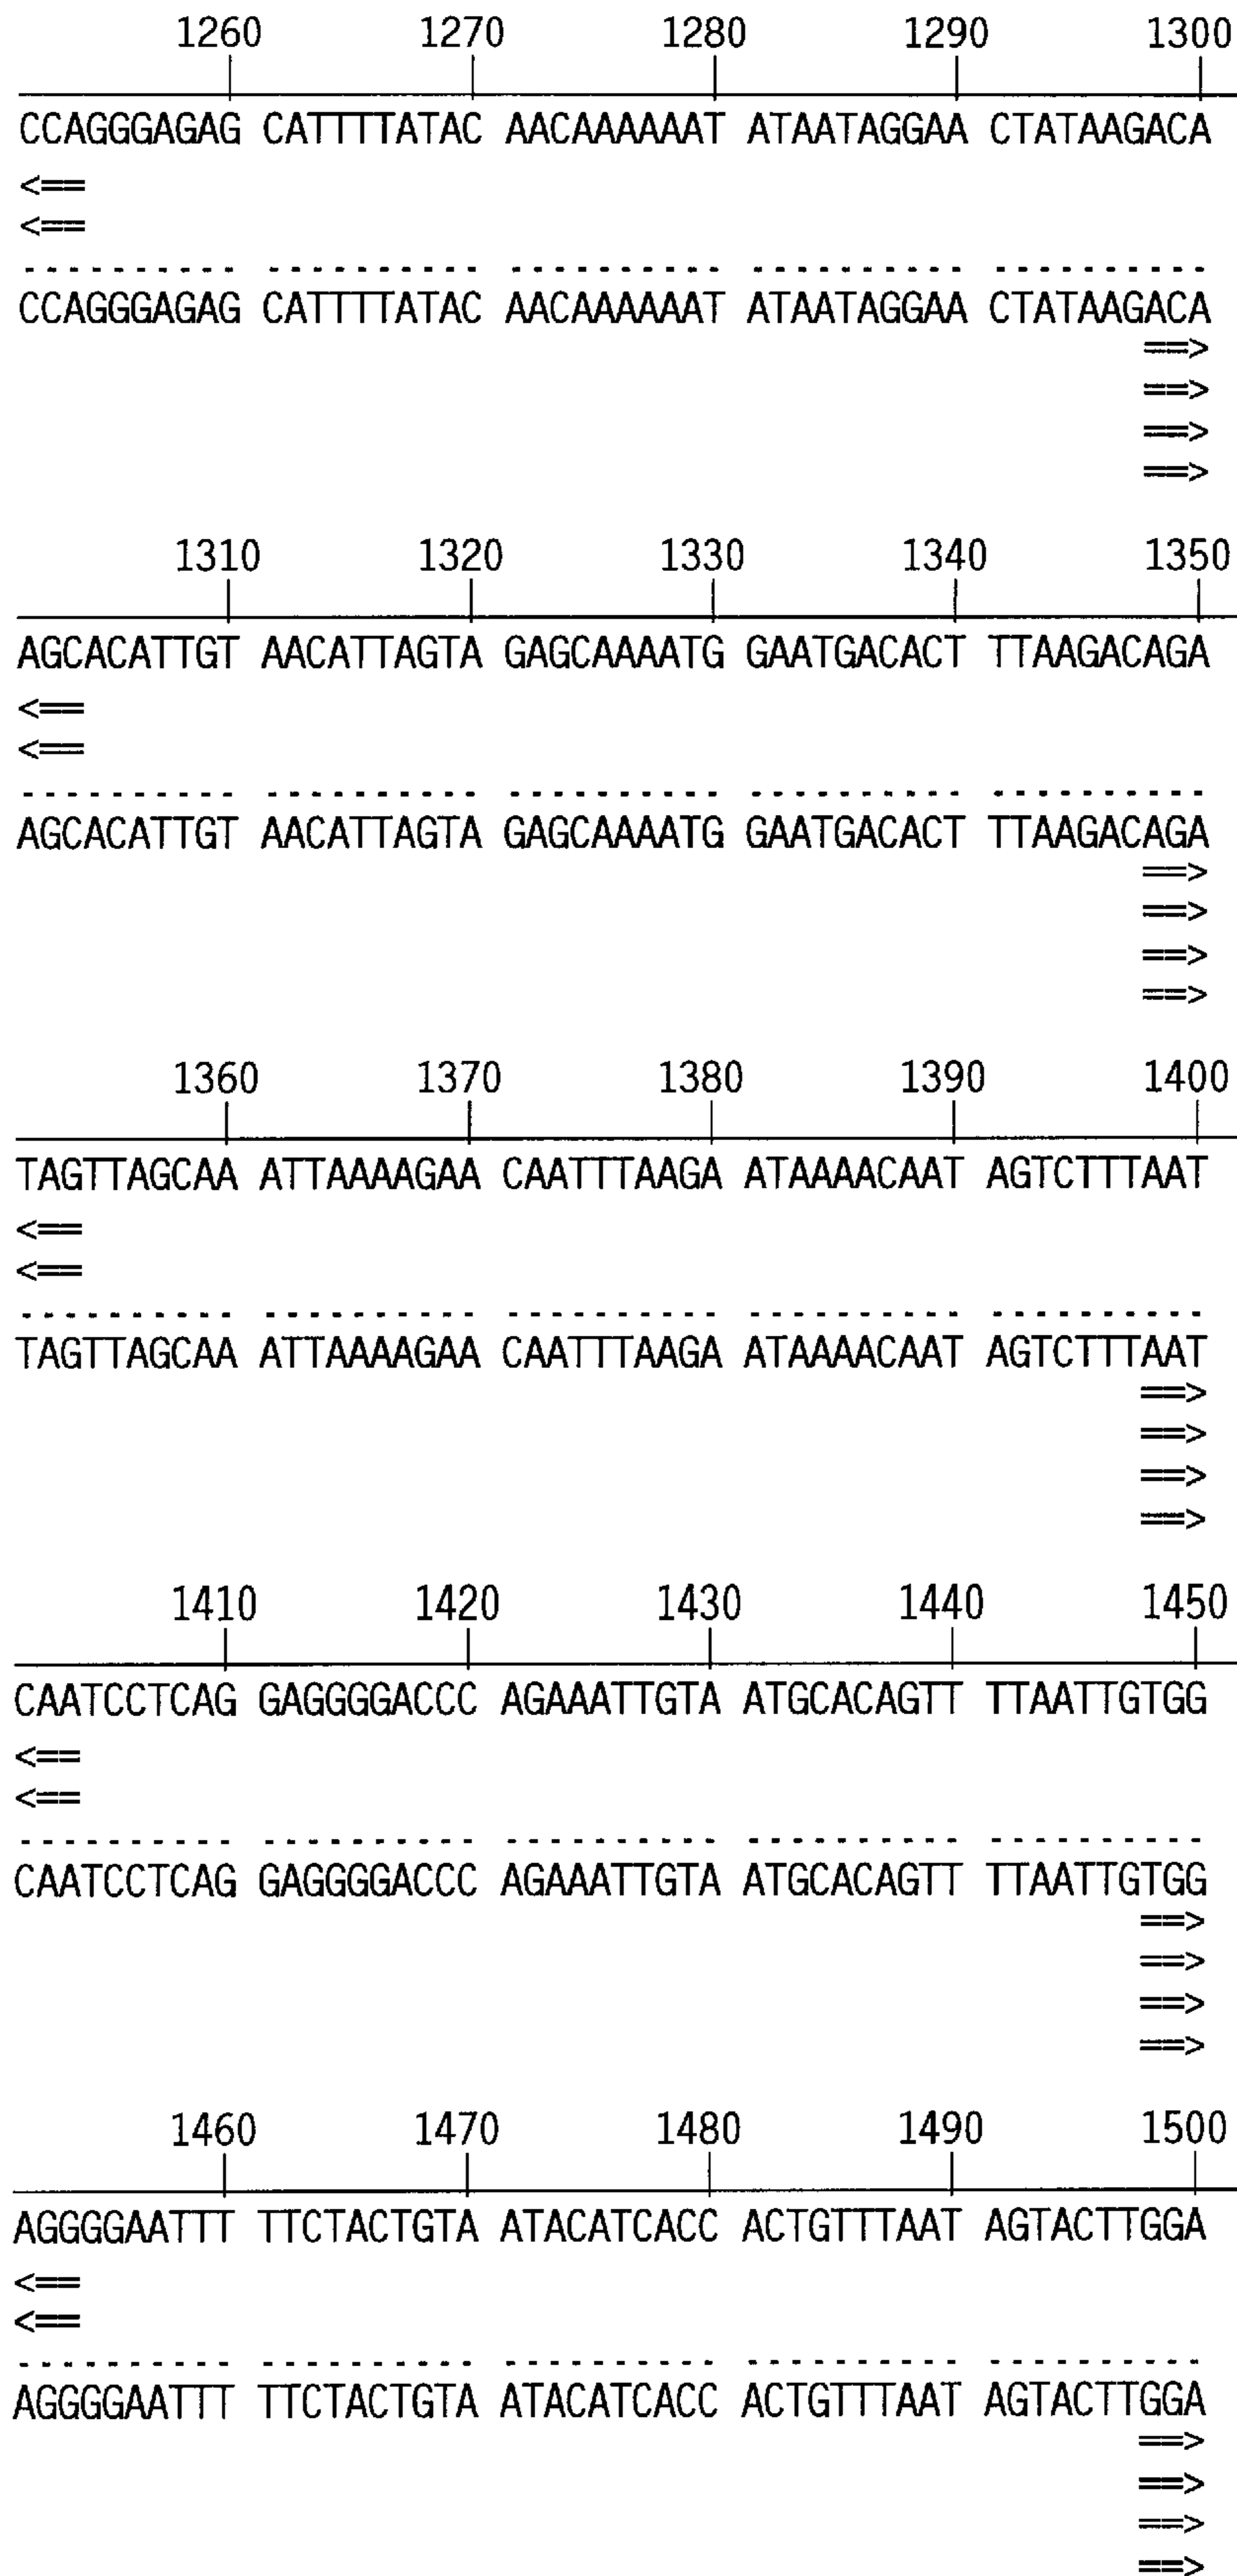 1260 1270 1280 1290 1300
CCAGGGAGAG CATTTTATAC AACAAAAAAT ATAATAGGAA CTATAAGACA
<==
<==
---------- ---------- ---------- ---------- ----------
CCAGGGAGAG CATTTTATAC AACAAAAAAT ATAATAGGAA CTATAAGACA
==>
==>
==>
==>
1310 1320 1330 1340 1350
AGCACATTGT AACATTAGTA GAGCAAAATG GAATGACACT TTAAGACAGA
<==
<==
---------- ---------- ---------- ---------- ----------
AGCACATTGT AACATTAGTA GAGCAAAATG GAATGACACT TTAAGACAGA
==>
==>
==>
==>
1360 1370 1380 1390 1400
TAGTTAGCAA ATTAAAAGAA CAATTTAAGA ATAAAACAAT AGTCTTTAAT
<==
<==
---------- ---------- ---------- ---------- ----------
TAGTTAGCAA ATTAAAAGAA CAATTTAAGA ATAAAACAAT AGTCTTTAAT
==>
==>
==>
==>
1410 1420 1430 1440 1450
CAATCCTCAG GAGGGGACCC AGAAATTGTA ATGCACAGTT TTAATTGTGG
<==
<==
---------- ---------- ---------- ---------- ----------
CAATCCTCAG GAGGGGACCC AGAAATTGTA ATGCACAGTT TTAATTGTGG
==>
==>
==>
==>
1460 1470 1480 1490 1500
AGGGGAATTT TTCTACTGTA ATACATCACC ACTGTTTAAT AGTACTTGGA
<==
<==
---------- ---------- ---------- ---------- ----------
AGGGGAATTT TTCTACTGTA ATACATCACC ACTGTTTAAT AGTACTTGGA
==>
==>
==>
==>